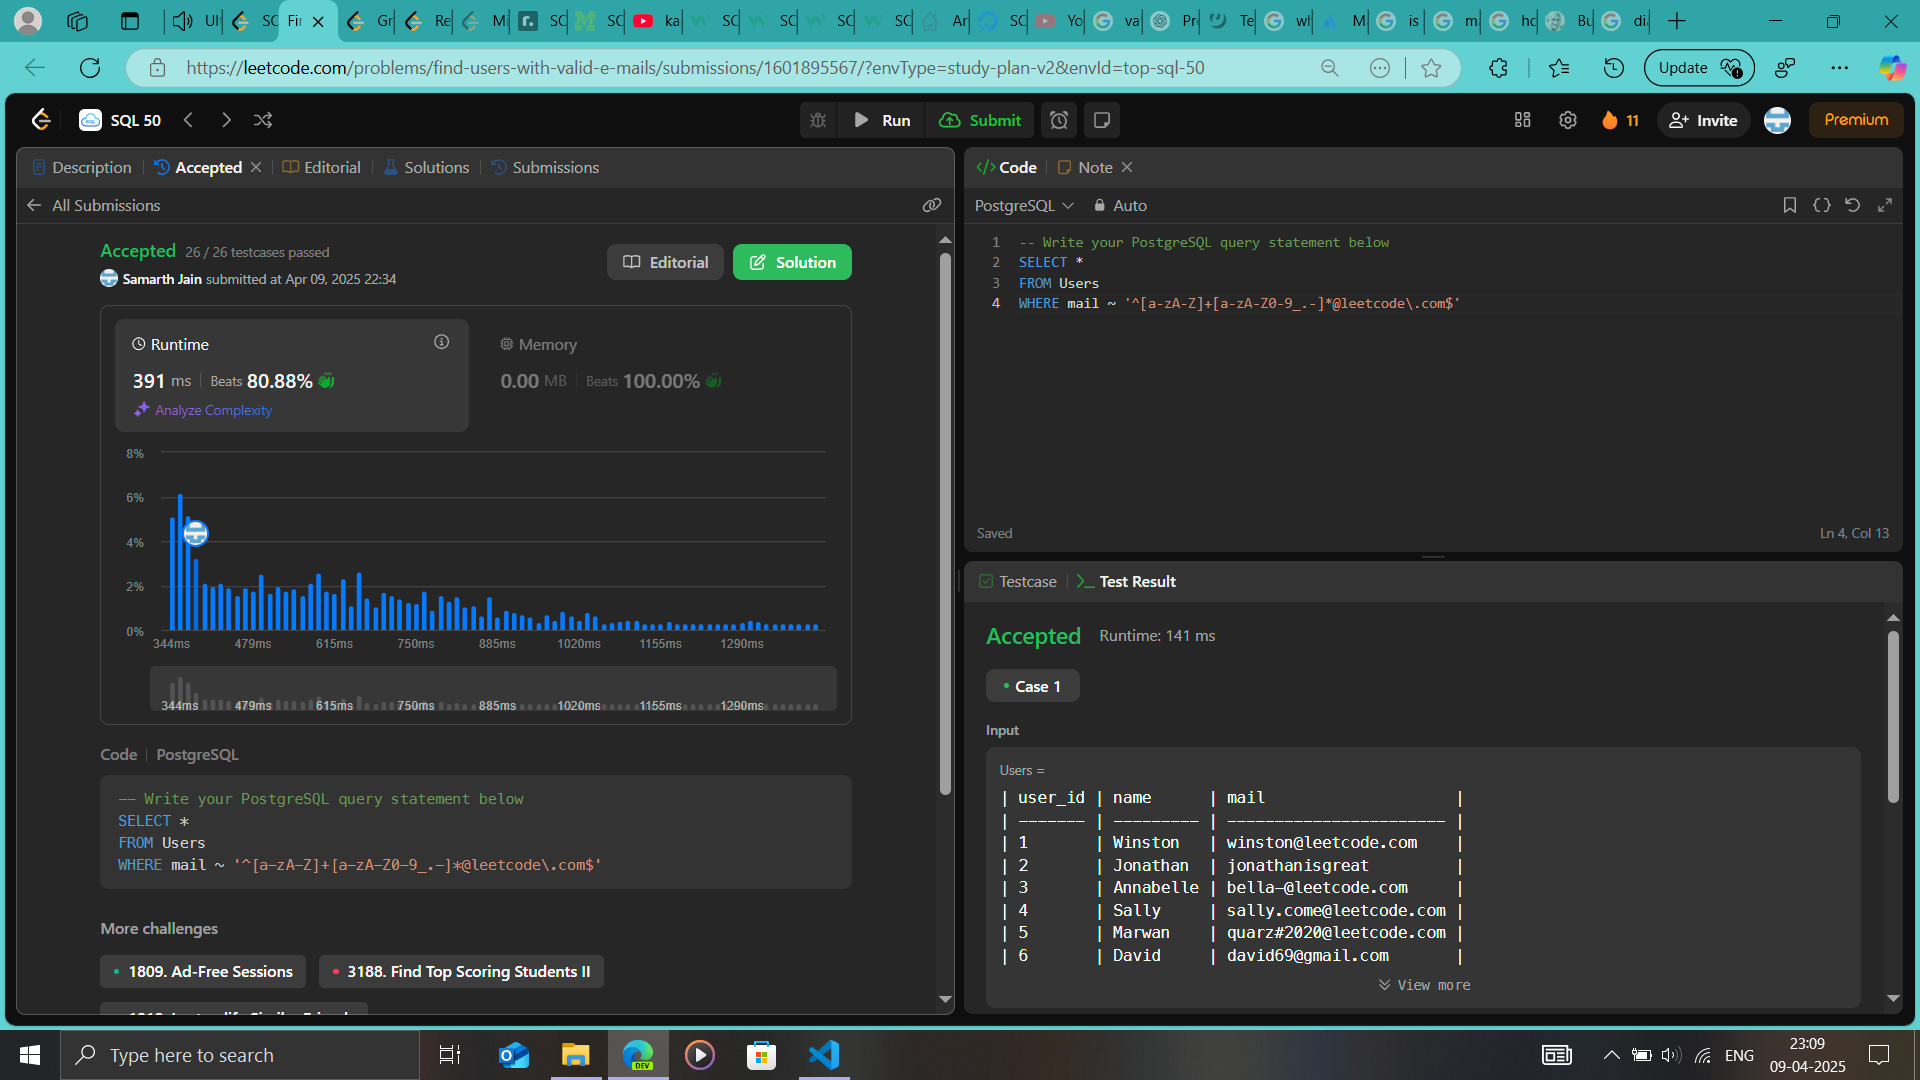 Ul
SC
Fir
Gr
Re
Mi
SC
SC
ka
SC
SC
SC
SC
Ar
SC
Yo
va
Pr
Te
wh
M
is
m
ho
Bu
di
https://leetcode.com/problems/find-users-with-valid-e-mails/submissions/1601895567/?envType=study-plan-v2&envId=top-sql-50
Update
SQL 50
Run
Submit
11
Invite
Premium
Description
Accepted
Editorial
Solutions
Submissions
All Submissions
Accepted 26 / 26 testcases passed
Samarth Jain submitted at Apr 09, 2025 22:34
Editorial
Solution
Runtime
391 ms Beats 80.88%
Analyze Complexity
Memory
0.00 MB Beats 100.00%
8%
6%
4%
2%
0%
344ms 479ms 615ms 750ms 885ms 1020ms 1155ms 1290ms
344ms 479ms 615ms 750ms 885ms 1020ms 1155ms 1290ms
Code PostgreSQL
-- Write your PostgreSQL query statement below
SELECT *
FROM Users
WHERE mail ~ '^[a-zA-Z]+[a-zA-Z0-9_.-]*@leetcode\.com$'
More challenges
1809. Ad-Free Sessions
3188. Find Top Scoring Students II
Code
Note
PostgreSQL
Auto
1 -- Write your PostgreSQL query statement below
2 SELECT *
3 FROM Users
4 WHERE mail ~ '^[a-zA-Z]+[a-zA-Z0-9_.-]*@leetcode\.com$'
Saved
Ln 4, Col 13
Testcase
Test Result
Accepted Runtime: 141 ms
Case 1
Input
Users =
| user_id | name | mail |
| ------- | --------- | ----------------------- |
| 1 | Winston | winston@leetcode.com |
| 2 | Jonathan | jonathanisgreat |
| 3 | Annabelle | bella-@leetcode.com |
| 4 | Sally | sally.come@leetcode.com |
| 5 | Marwan | quarz#2020@leetcode.com |
| 6 | David | david69@gmail.com |
View more
Type here to search
DEV
ENG
23:09
09-04-2025